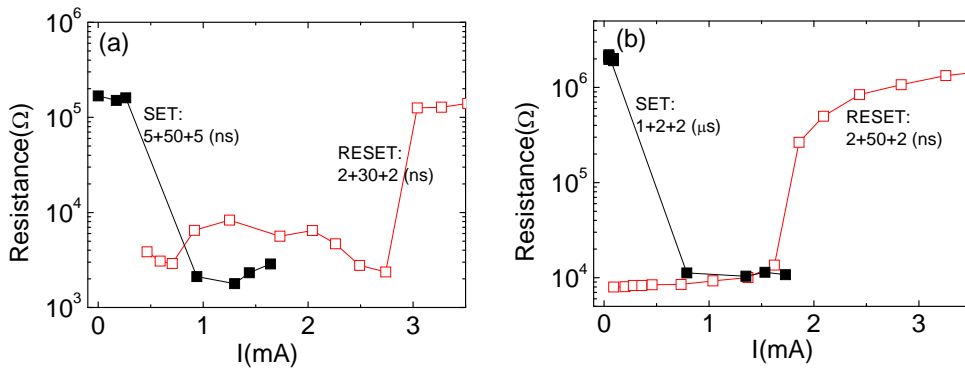 (a)
SET:
5+50+5 (ns)
RESET:
2+30+2 (ns)
10^6
10^5
10^4
10^3
Resistance(Ω)
0 1 2 3
I(mA)
(b)
SET:
1+2+2 (μs)
RESET:
2+50+2 (ns)
10^6
10^5
10^4
Resistance(Ω)
0 1 2 3
I(mA)